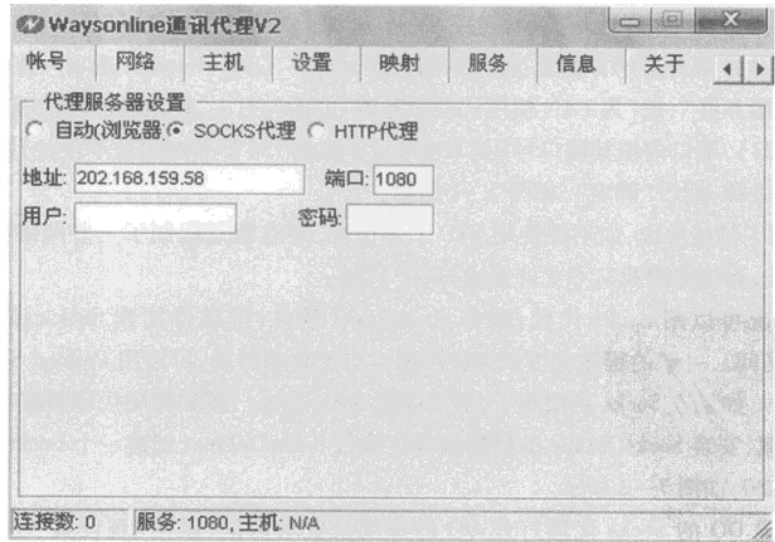 Waysonline通讯代理V2
帐号 网络 主机 设置 映射 服务 信息 关于
代理服务器设置
自动(浏览器 SOCKS代理 HTTP代理
地址: 202.168.159.58 端口: 1080
用户: 密码:
连接数: 0 服务: 1080, 主机: N/A